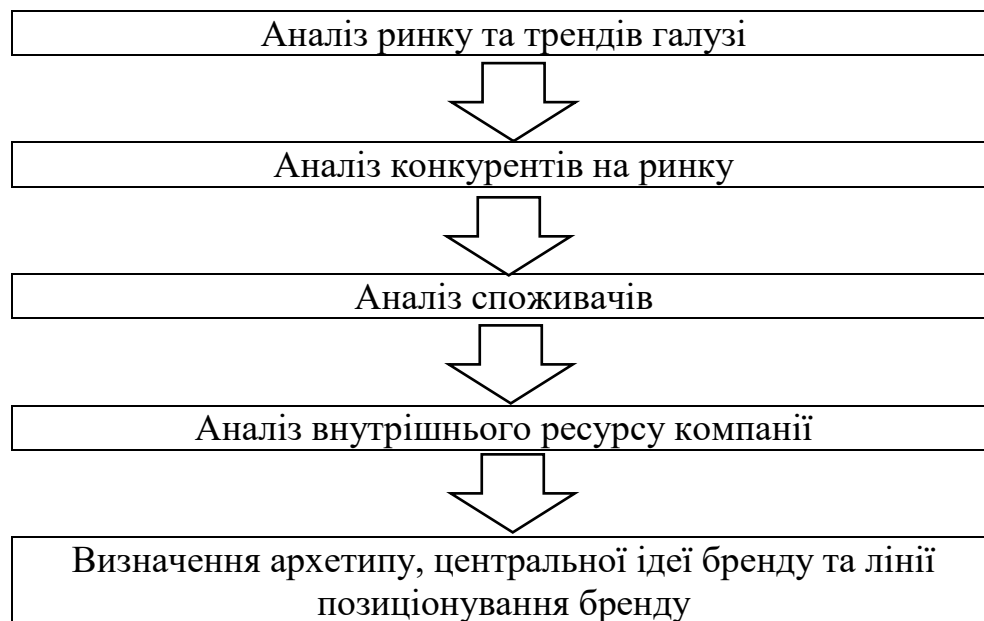 Аналіз ринку та трендів галузі
Аналіз конкурентів на ринку
Аналіз споживачів
Аналіз внутрішнього ресурсу компанії
Визначення архетипу, центральної ідеї бренду та лінії
позиціонування бренду